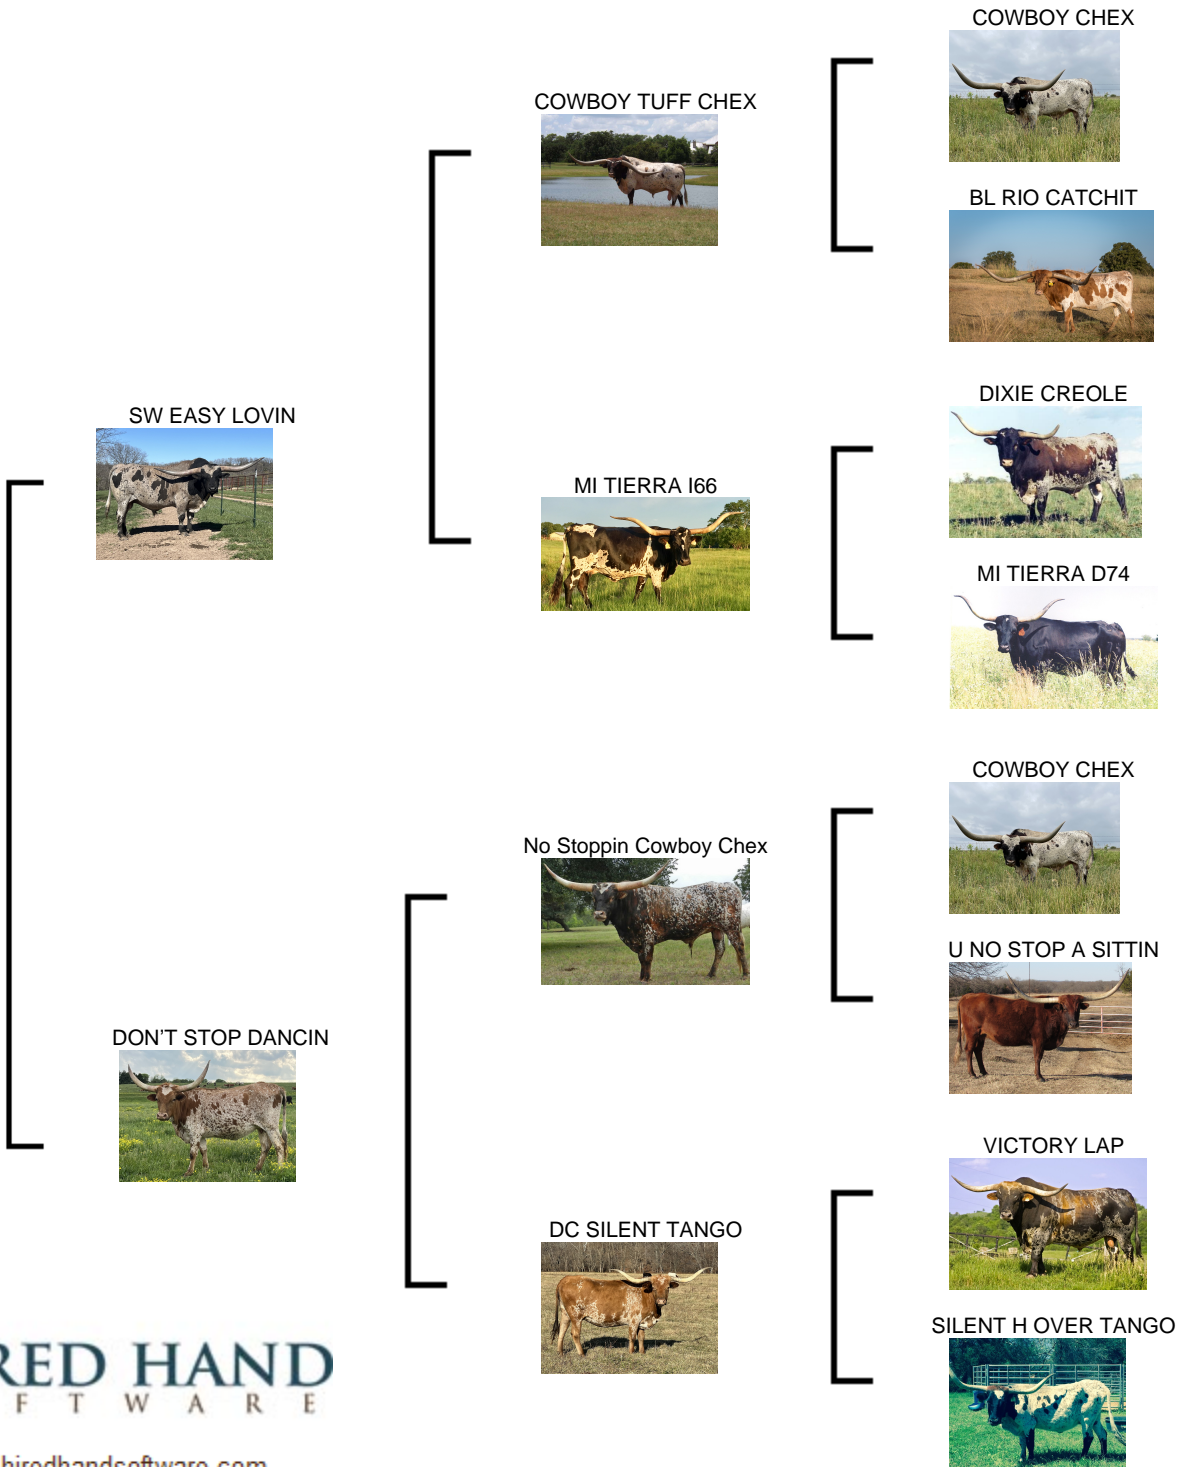 COWBOY CHEX
COWBOY TUFF CHEX
BL RIO CATCHIT
SW EASY LOVIN
DIXIE CREOLE
MI TIERRA I66
MI TIERRA D74
COWBOY CHEX
No Stoppin Cowboy Chex
U NO STOP A SITTIN
DON'T STOP DANCIN
VICTORY LAP
DC SILENT TANGO
SILENT H OVER TANGO
RED HAND
F T W A R E
hiredhandsoftware.com